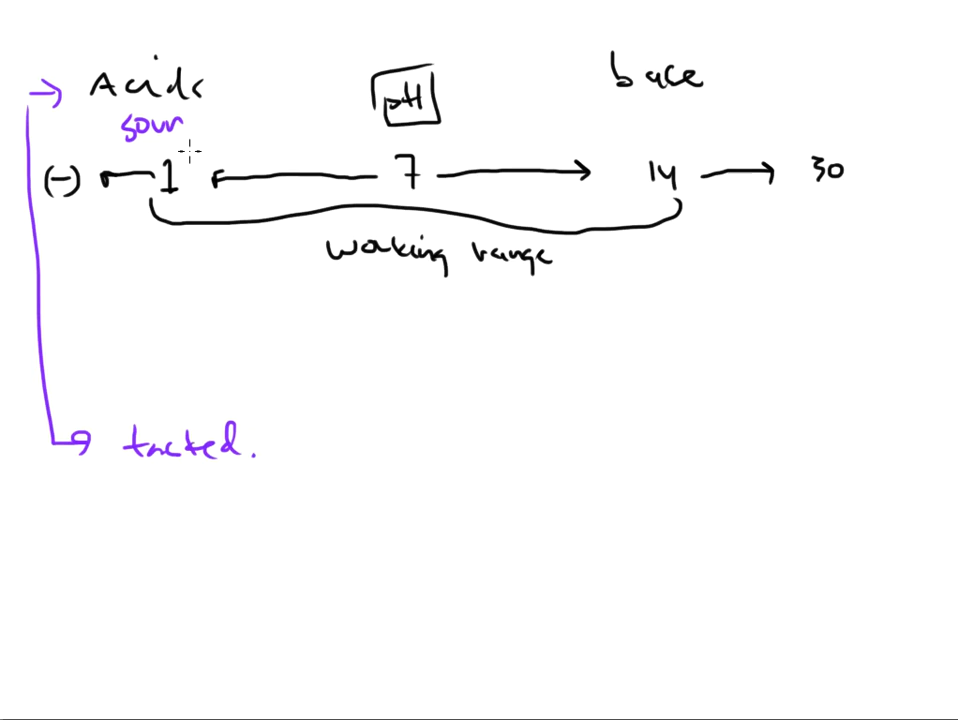 Acids pH base
sour
(-) 1 7 14 30
working range
tasted.